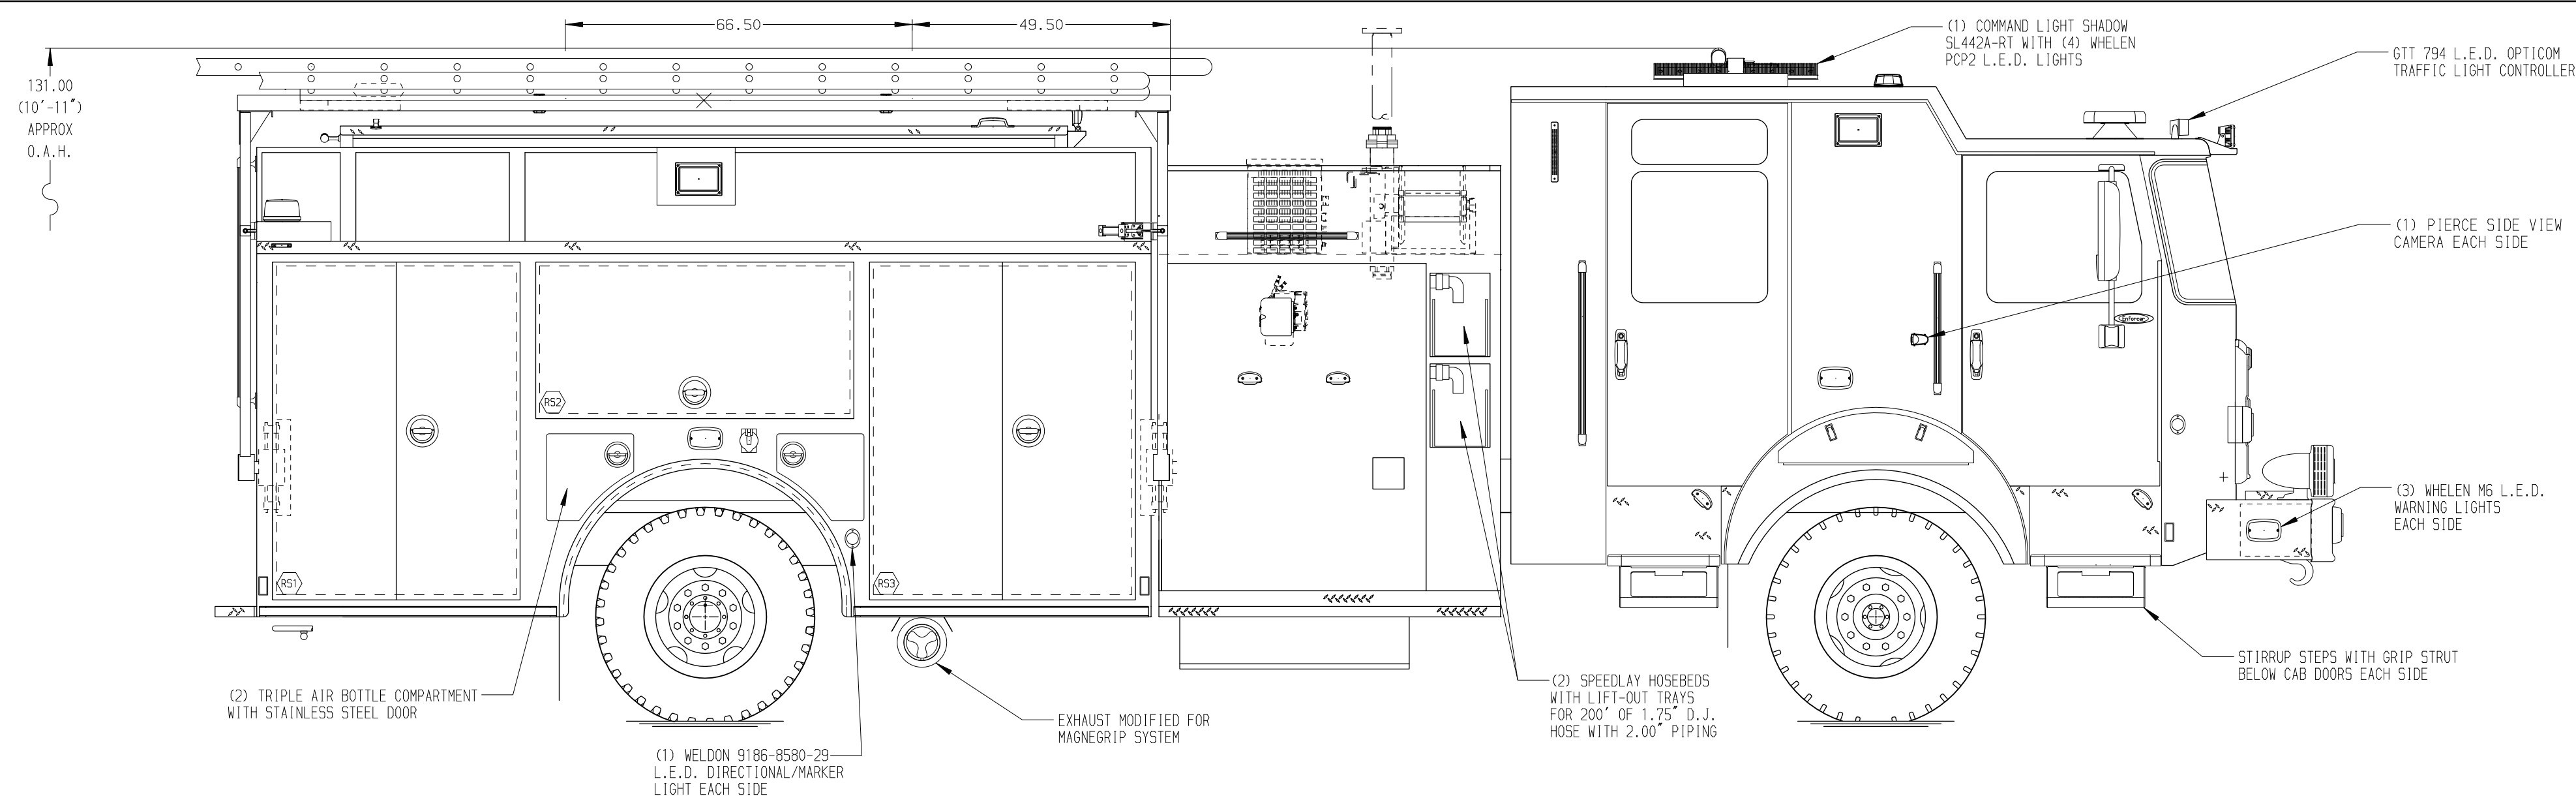 66.50
49.50
131.00
(10'-11")
APPROX
O.A.H.
(1) COMMAND LIGHT SHADOW
SL442A-RT WITH (4) WHELEN
PCP2 L.E.D. LIGHTS
GTT 794 L.E.D. OPTICOM
TRAFFIC LIGHT CONTROLLER
(1) PIERCE SIDE VIEW
CAMERA EACH SIDE
Enforcer
RS2
RS1
RS3
(3) WHELEN M6 L.E.D.
WARNING LIGHTS
EACH SIDE
STIRRUP STEPS WITH GRIP STRUT
BELOW CAB DOORS EACH SIDE
(2) SPEEDLAY HOSEBEDS
WITH LIFT-OUT TRAYS
FOR 200' OF 1.75" D.J.
HOSE WITH 2.00" PIPING
(2) TRIPLE AIR BOTTLE COMPARTMENT
WITH STAINLESS STEEL DOOR
EXHAUST MODIFIED FOR
MAGNEGRIP SYSTEM
(1) WELDON 9186-8580-29
L.E.D. DIRECTIONAL/MARKER
LIGHT EACH SIDE